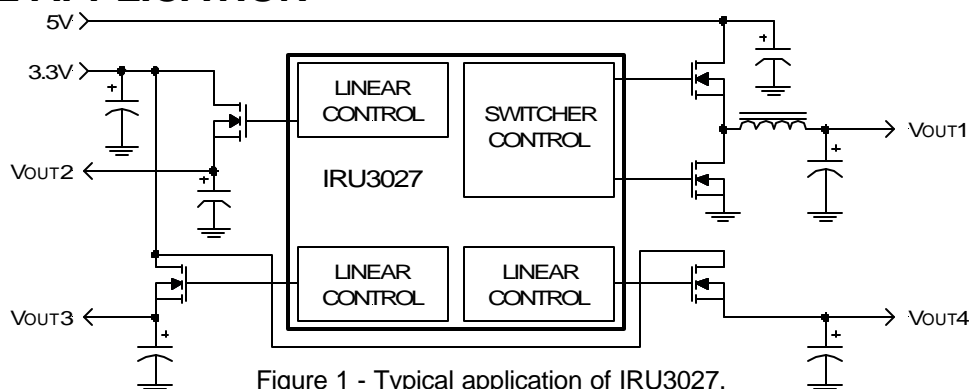 5V
3.3V
LINEAR
CONTROL
SWITCHER
CONTROL
VOUT1
VOUT2
IRU3027
LINEAR
CONTROL
LINEAR
CONTROL
VOUT3
VOUT4
Figure 1 - Typical application of IRU3027.